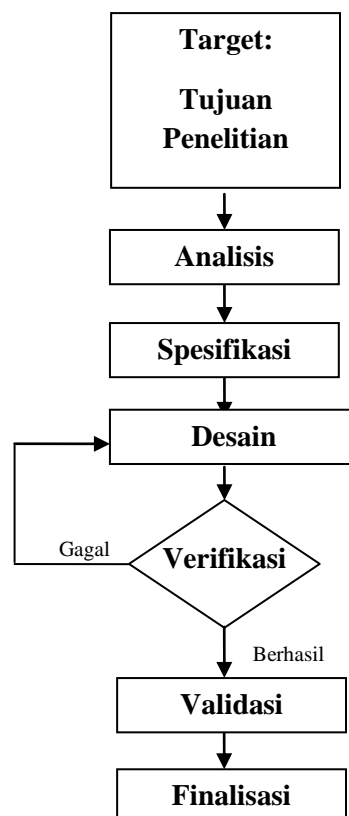 Target:
Tujuan
Penelitian
Analisis
Spesifikasi
Desain
Gagal
Verifikasi
Berhasil
Validasi
Finalisasi